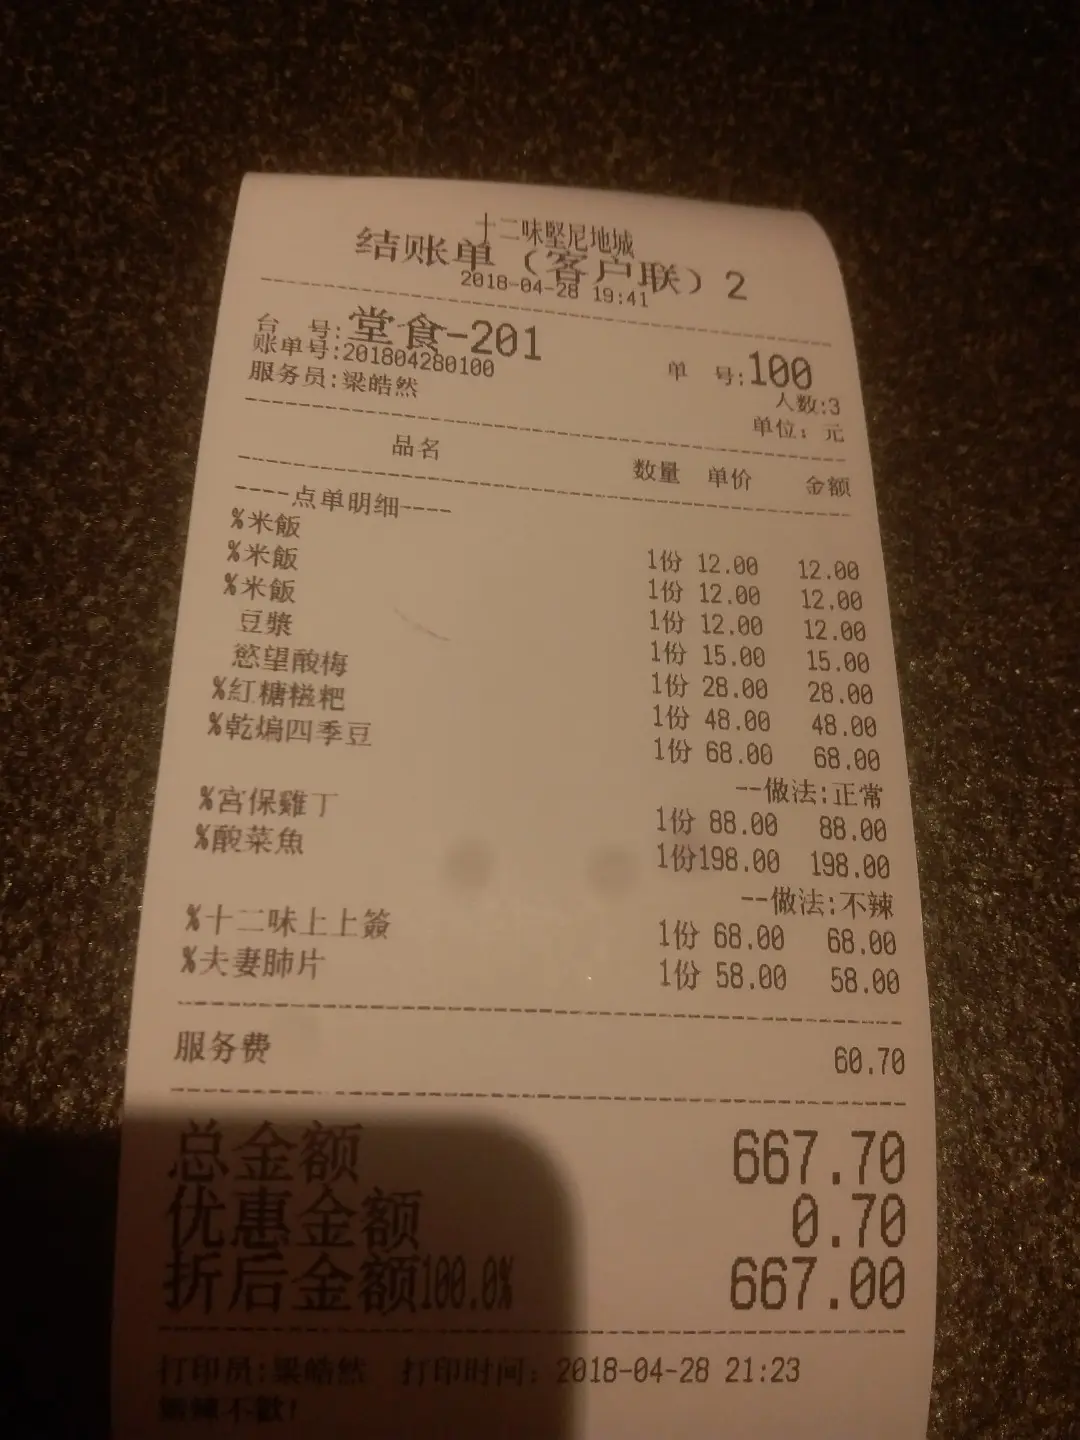 十二味堅尼地城
结账单（客户联）2
2018-04-28 19:41
台 号:堂食-201 单 号:100
账单号:201804280100 人数:3
服务员:梁皓然 单位：元
品名 数量 单价 金额
----点单明细----
%米飯 1份 12.00 12.00
%米飯 1份 12.00 12.00
%米飯 1份 12.00 12.00
豆漿 1份 15.00 15.00
慾望酸梅 1份 28.00 28.00
%紅糖糍粑 1份 48.00 48.00
%乾煸四季豆 1份 68.00 68.00
--做法:正常
%宮保雞丁 1份 88.00 88.00
%酸菜魚 1份198.00 198.00
--做法:不辣
%十二味上上簽 1份 68.00 68.00
%夫妻肺片 1份 58.00 58.00
服务费 60.70
总金额 667.70
优惠金额 0.70
折后金额100.0% 667.00
打印员:梁皓然 打印时间：2018-04-28 21:23
無辣不歡!